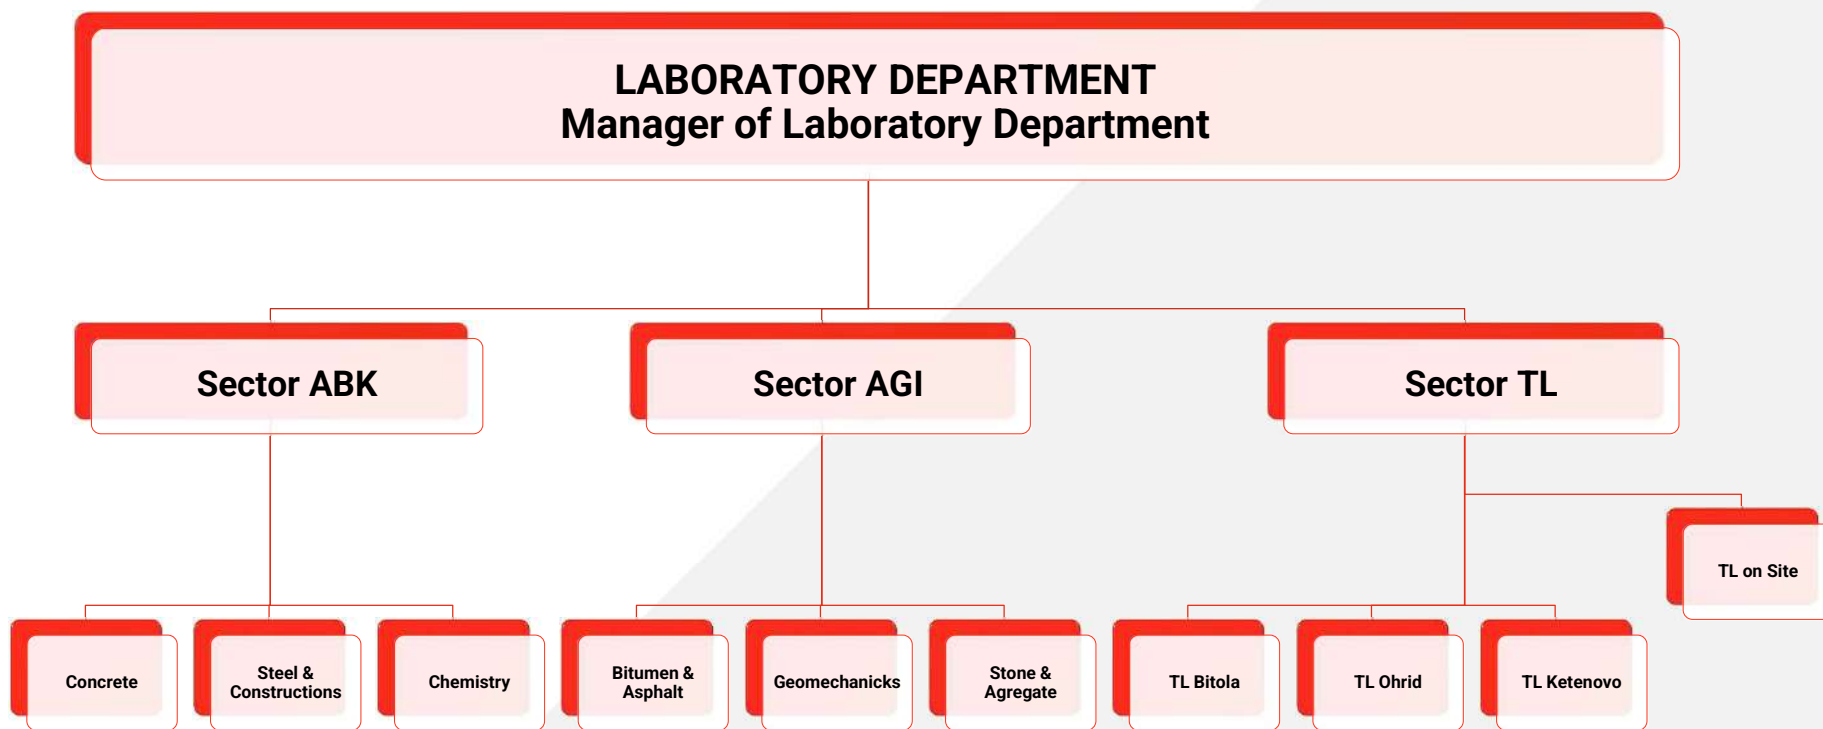 LABORATORY DEPARTMENT
Manager of Laboratory Department
Sector ABK
Sector AGI
Sector TL
TL on Site
Concrete
Steel &
Constructions
Chemistry
Bitumen &
Asphalt
Geomechanicks
Stone &
Agregate
TL Bitola
TL Ohrid
TL Ketenovo